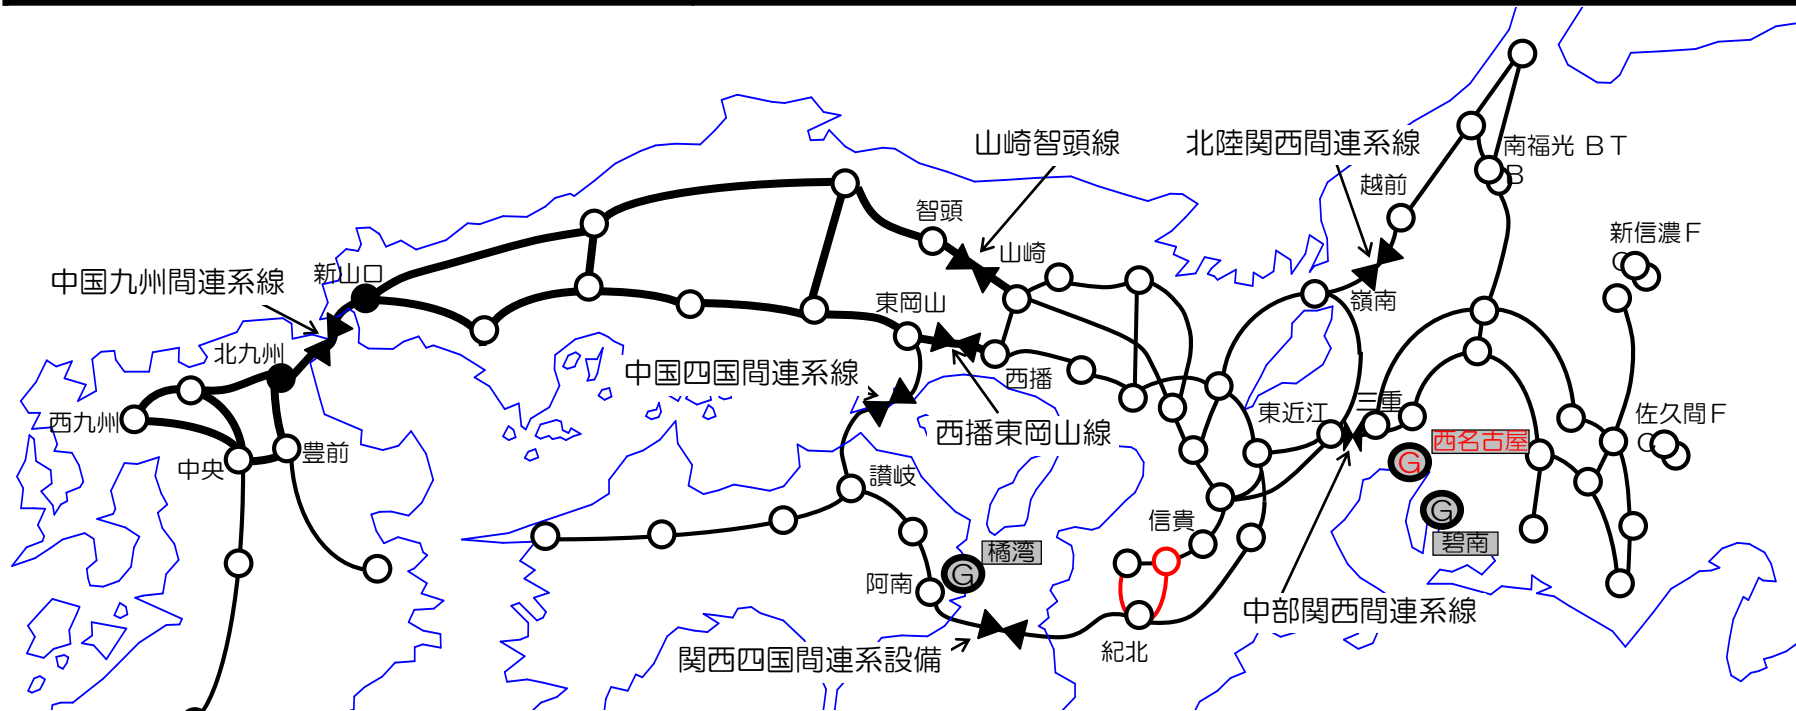 山崎智頭線
北陸関西間連系線
南福光 BT
B
越前
智頭
新信濃F
C
山崎
中国九州間連系線
新山口
嶺南
東岡山
北九州
中国四国間連系線
西播
西九州
東近江
三重
西名古屋
佐久間F
C
G
西播東岡山線
豊前
中央
讃岐
G
信貴
碧南
橘湾
G
阿南
中部関西間連系線
紀北
関西四国間連系設備